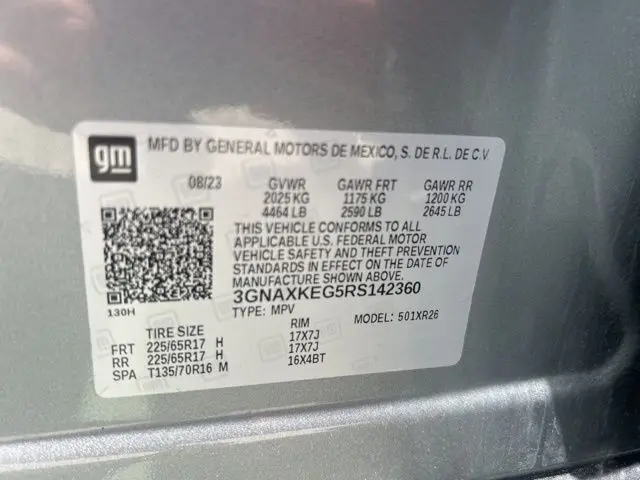 gm
MFD BY GENERAL MOTORS DE MEXICO, S. DE R.L. DE C.V
08/23 GVWR GAWR FRT GAWR RR
2025 KG 1175 KG 1200 KG
4464 LB 2590 LB 2645 LB
THIS VEHICLE CONFORMS TO ALL
APPLICABLE U.S. FEDERAL MOTOR
VEHICLE SAFETY AND THEFT PREVENTION
STANDARDS IN EFFECT ON THE DATE OF
MANUFACTURE SHOWN ABOVE.
3GNAXKEG5RS142360
130H
TYPE: MPV MODEL: 501XR26
TIRE SIZE RIM
FRT 225/65R17 H 17X7J
RR 225/65R17 H 17X7J
SPA T135/70R16 M 16X4BT